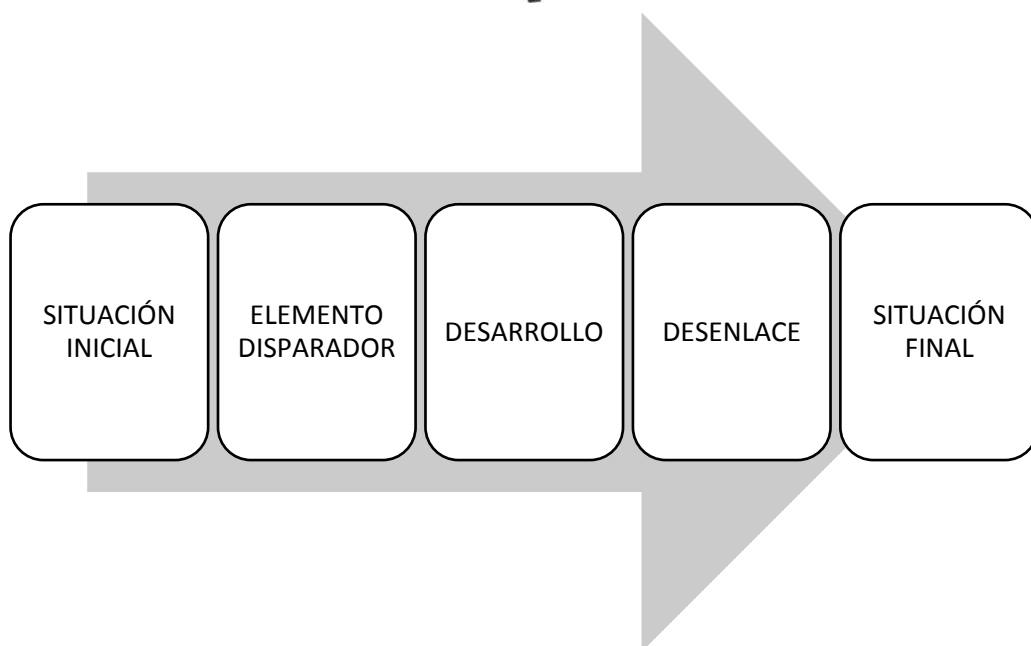 SITUACIÓN
INICIAL
ELEMENTO
DISPARADOR
DESARROLLO
DESENLACE
SITUACIÓN
FINAL